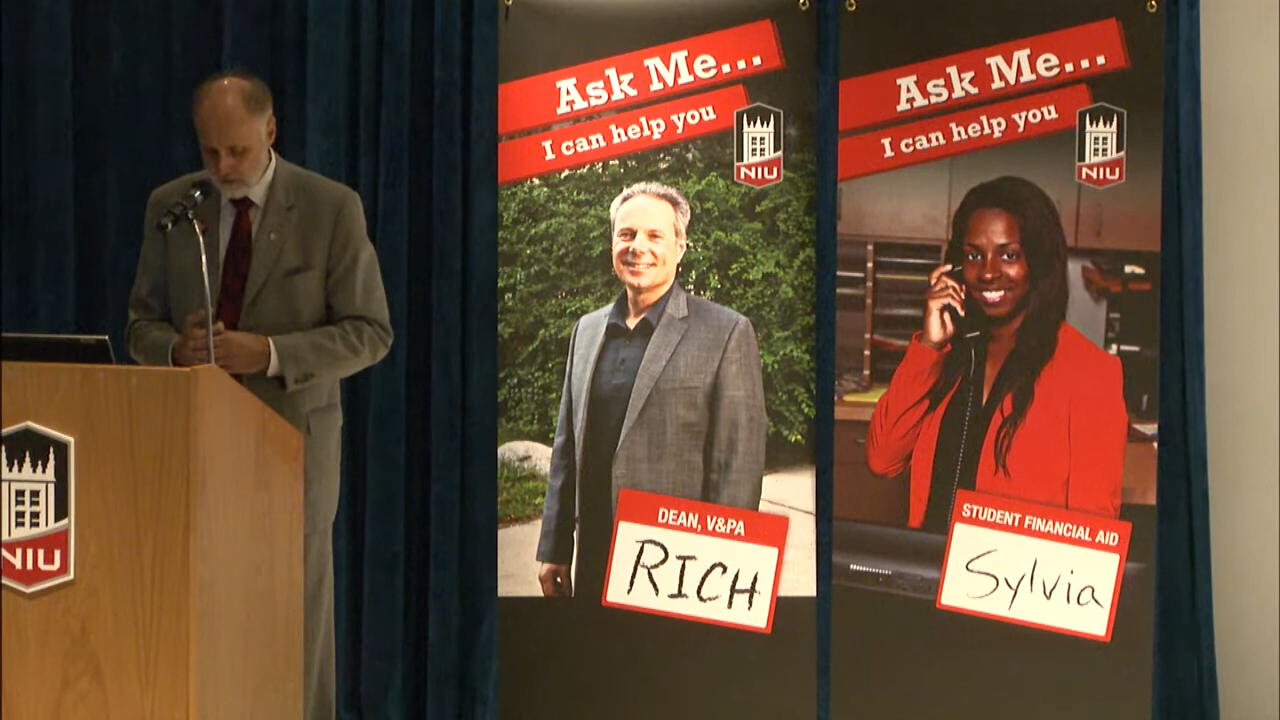 Ask Me...
I can help you
NIU
DEAN, V&PA
RICH
Ask Me...
I can help you
NIU
STUDENT FINANCIAL AID
Sylvia
NIU